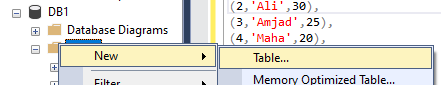 DB1
Database Diagrams
New
Filter
Table...
Memory Optimized Table...
(2,'Ali',30),
(3,'Amjad',25),
(4,'Maha',20),